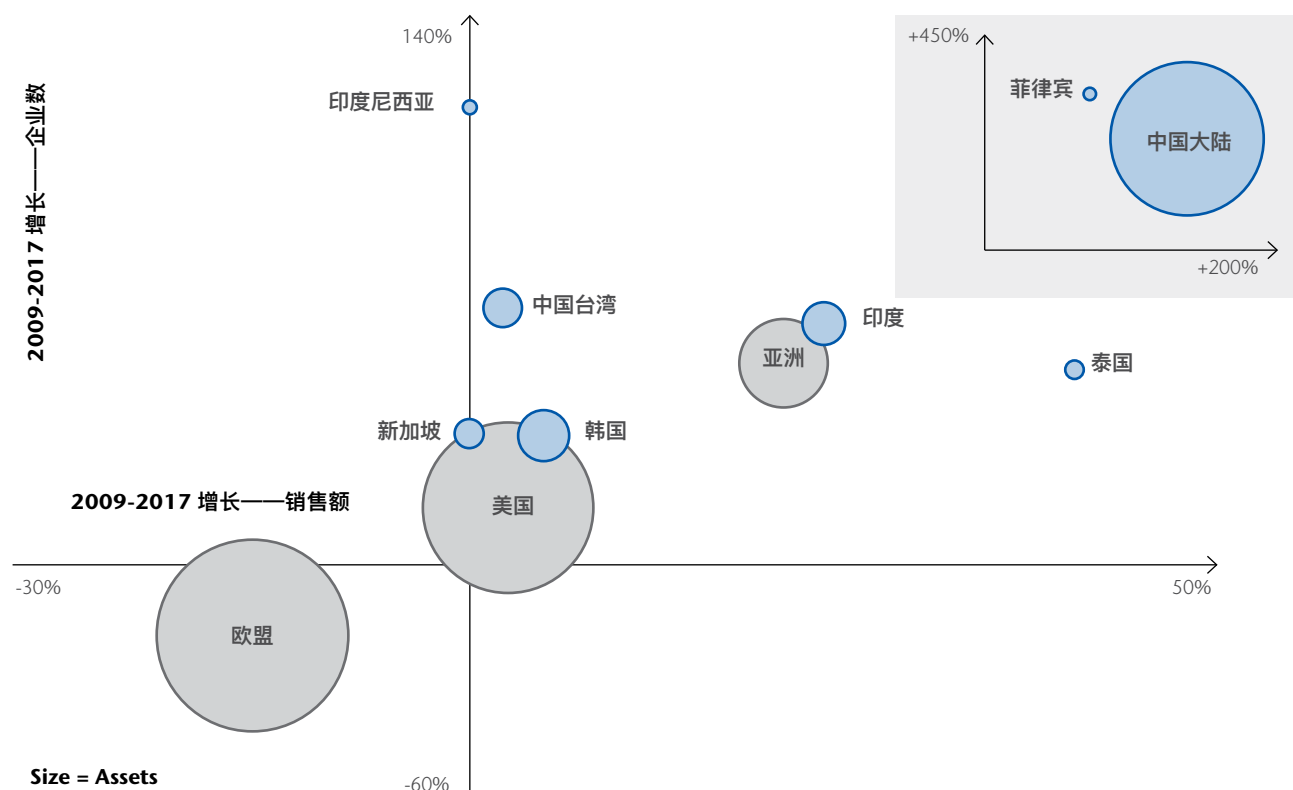 140%
+450%
印度尼西亚
菲律宾
中国大陆
2009-2017 增长——企业数
+200%
中国台湾
印度
亚洲
泰国
新加坡
韩国
2009-2017 增长——销售额
美国
-30%
50%
欧盟
Size = Assets
-60%